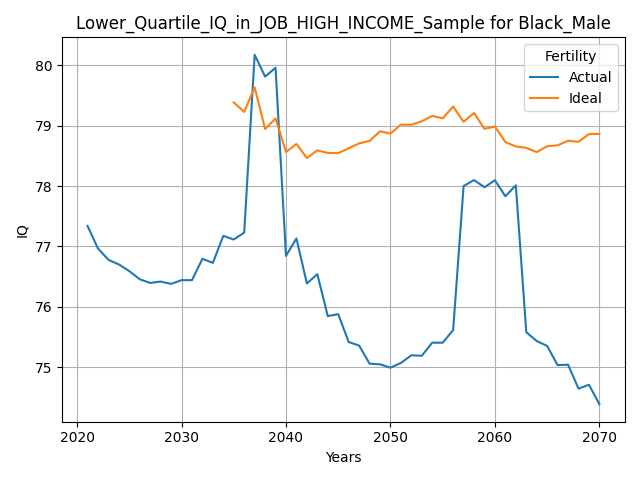 Lower_Quartile_IQ_in_JOB_HIGH_INCOME_Sample for Black_Male
Fertility
Actual
Ideal
80
79
78
77
76
75
IQ
2020 2030 2040 2050 2060 2070
Years